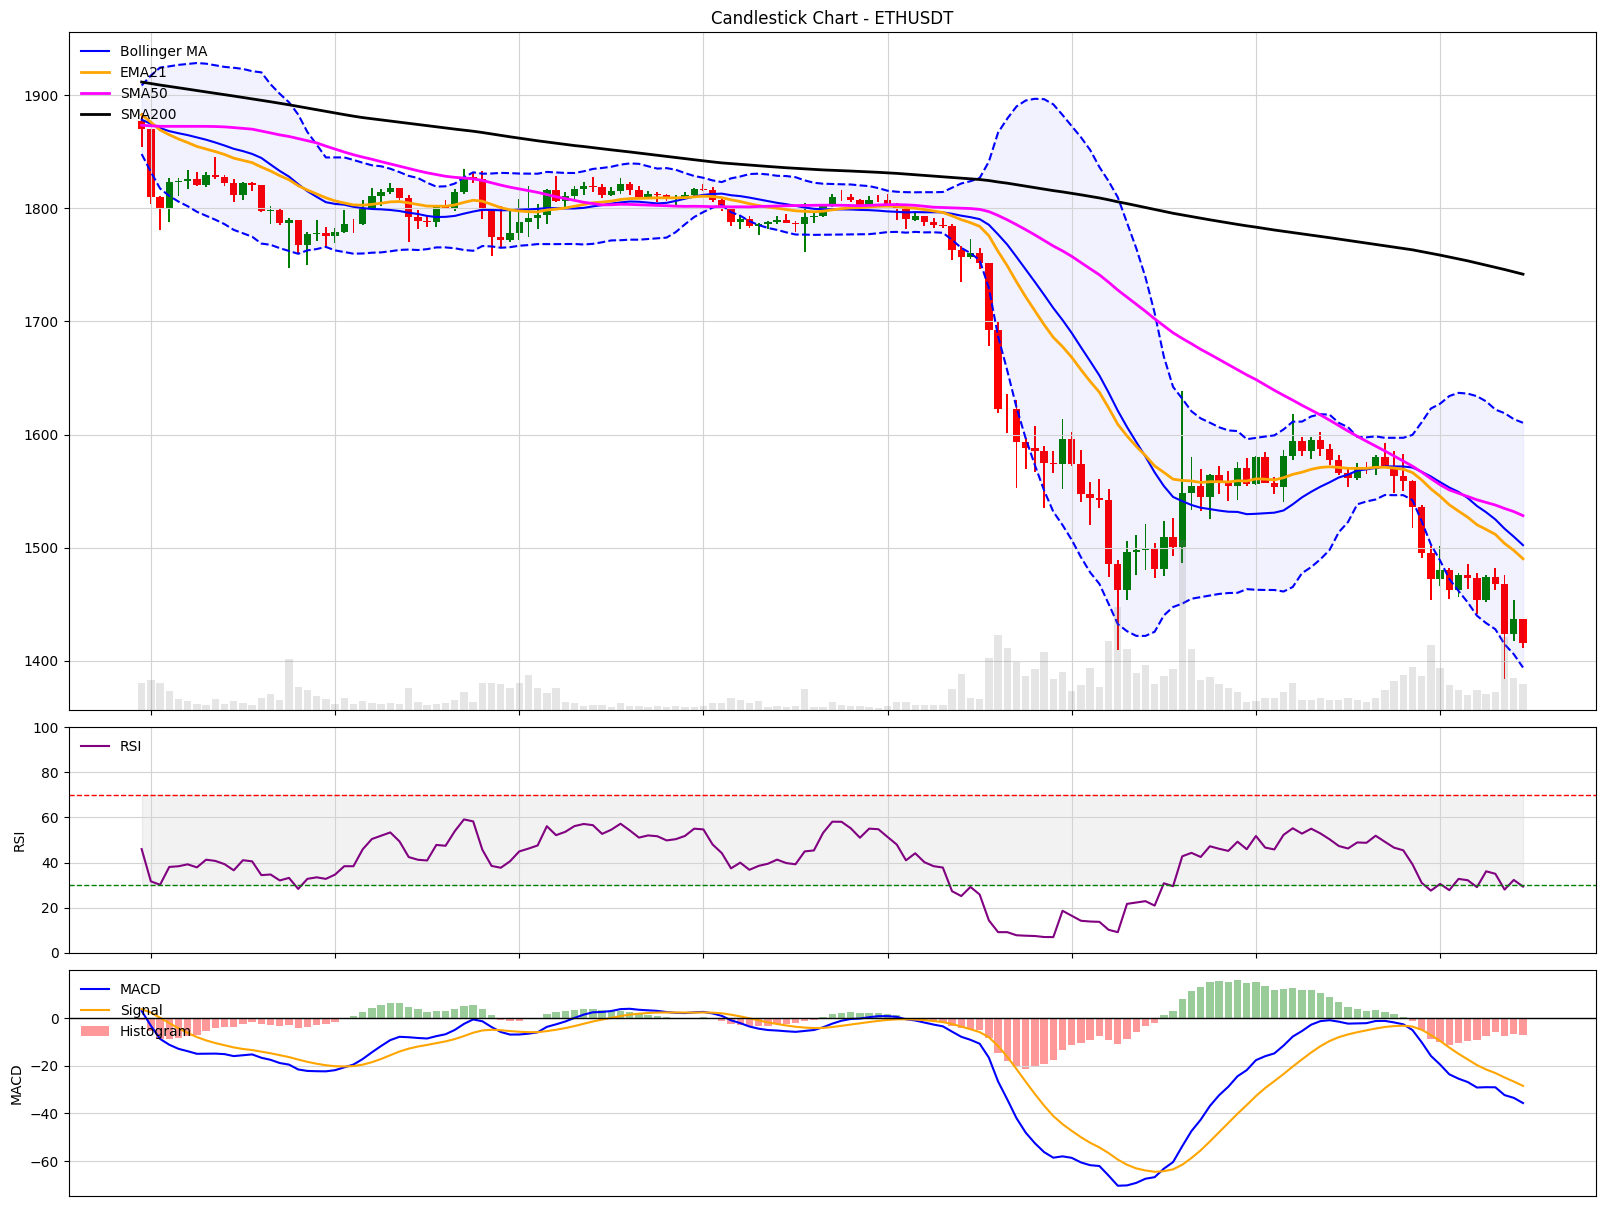 Candlestick Chart - ETHUSDT
Bollinger MA
EMA21
SMA50
SMA200
1900
1800
1700
1600
1500
1400
RSI
100
80
60
40
20
0
RSI
MACD
Signal
Histogram
0
−20
−40
−60
MACD